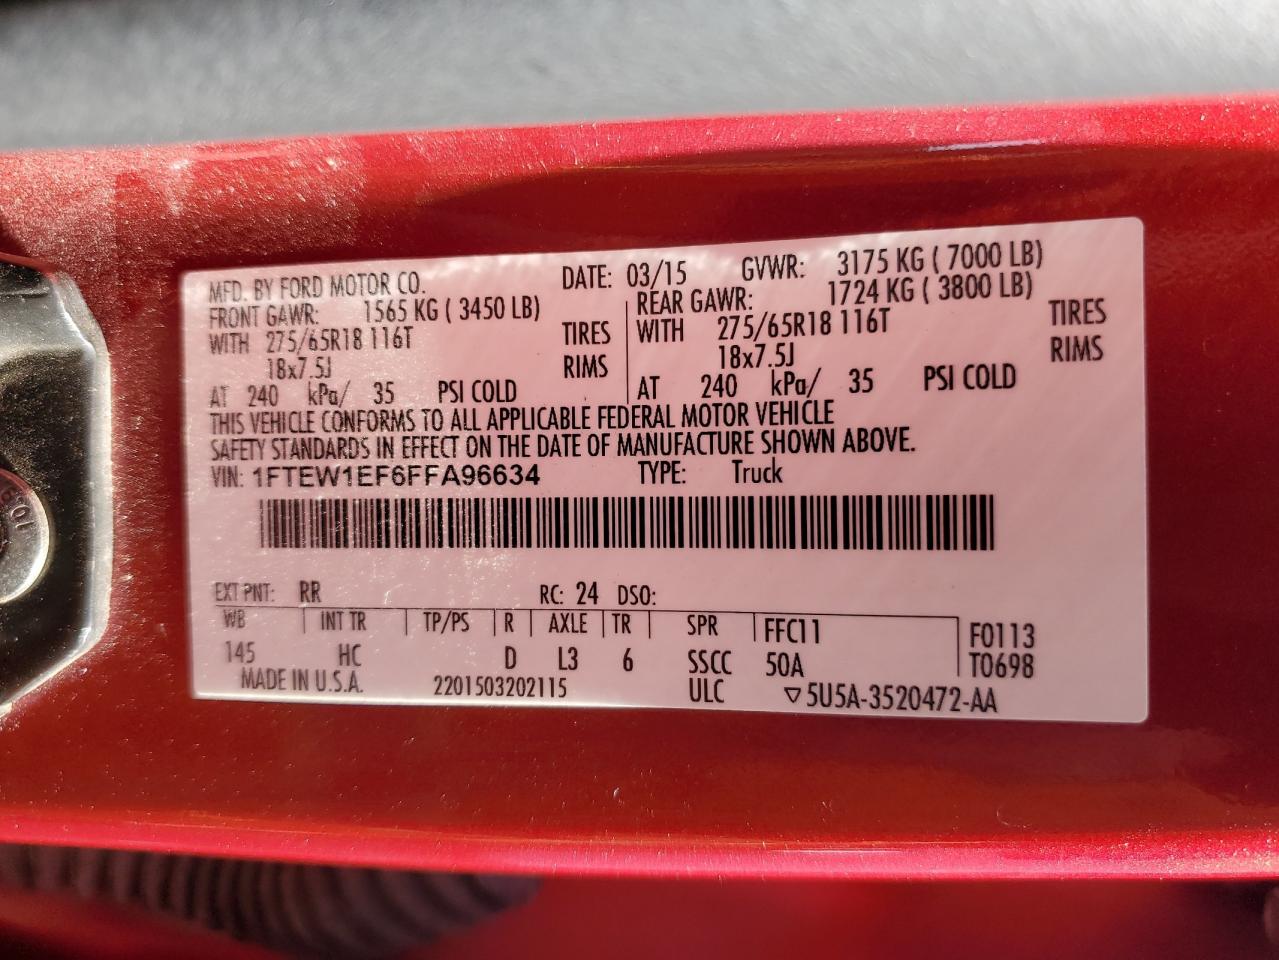 MFD. BY FORD MOTOR CO. DATE: 03/15 GVWR: 3175 KG ( 7000 LB)
FRONT GAWR: 1565 KG ( 3450 LB) REAR GAWR: 1724 KG ( 3800 LB)
WITH 275/65R18 116T TIRES WITH 275/65R18 116T TIRES
18x7.5J RIMS 18x7.5J RIMS
AT 240 kPa/ 35 PSI COLD AT 240 kPa/ 35 PSI COLD
THIS VEHICLE CONFORMS TO ALL APPLICABLE FEDERAL MOTOR VEHICLE
SAFETY STANDARDS IN EFFECT ON THE DATE OF MANUFACTURE SHOWN ABOVE.
VIN: 1FTEW1EF6FFA96634 TYPE: Truck
EXT PNT: RR RC: 24 DSO:
WB INT TR TP/PS R AXLE TR SPR FFC11 F0113
145 HC D L3 6 SSCC 50A T0698
MADE IN U.S.A. 2201503202115 ULC ▽5U5A-3520472-AA